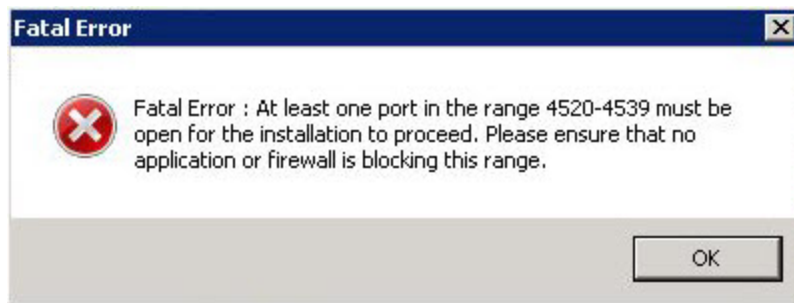 Fatal Error
Fatal Error : At least one port in the range 4520-4539 must be
open for the installation to proceed. Please ensure that no
application or firewall is blocking this range.
OK